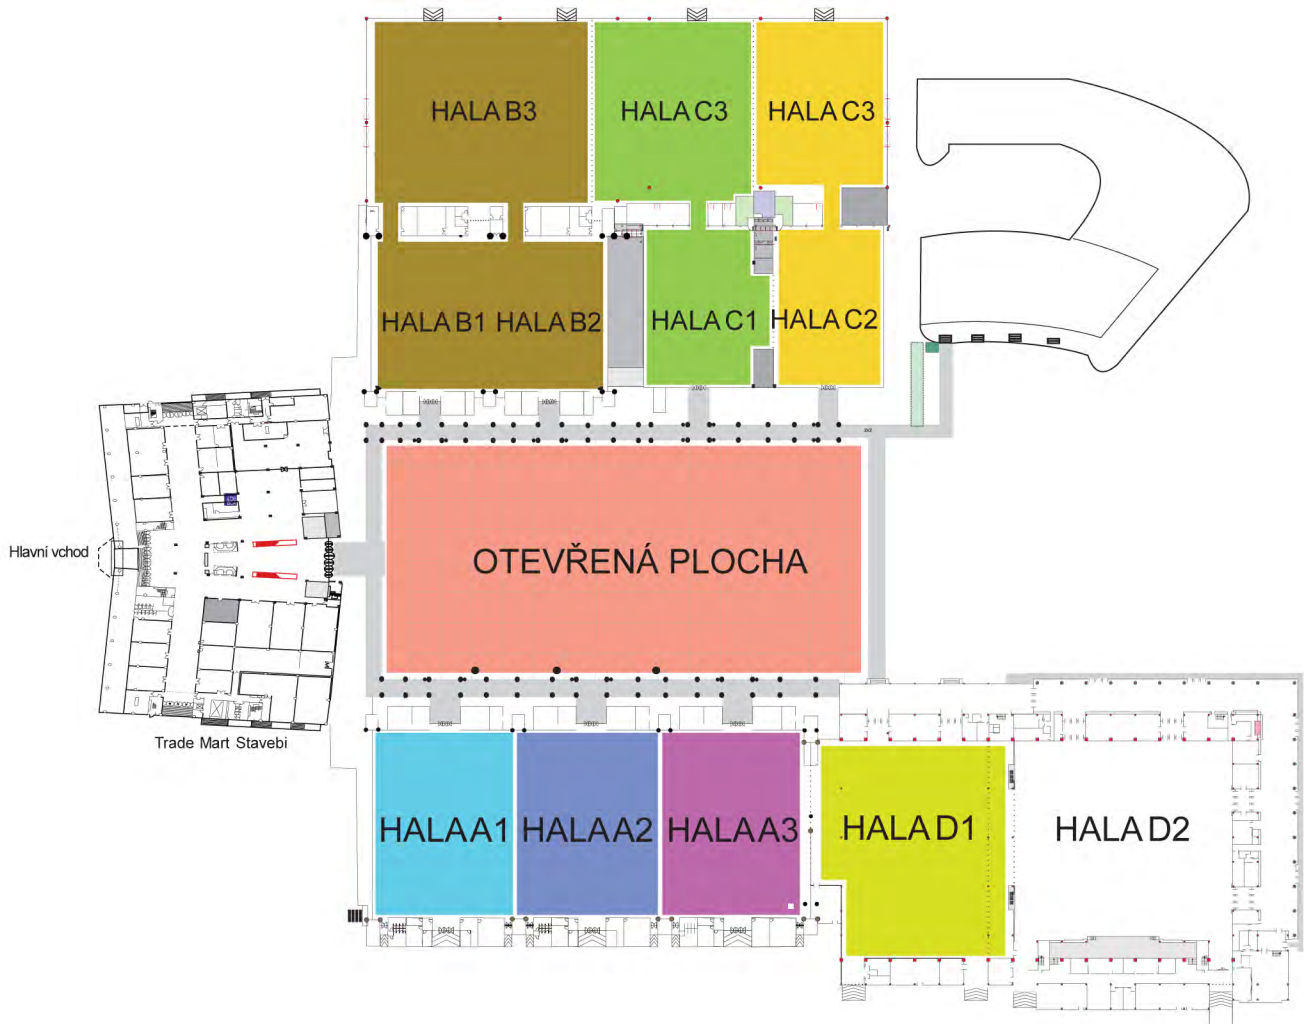 HALA B3
HALA C3
HALA C3
HALA B1
HALA B2
HALA C1
HALA C2
Hlavní vchod
OTEVŘENÁ PLOCHA
Trade Mart Stavebi
HALA A1
HALA A2
HALA A3
HALA D1
HALA D2